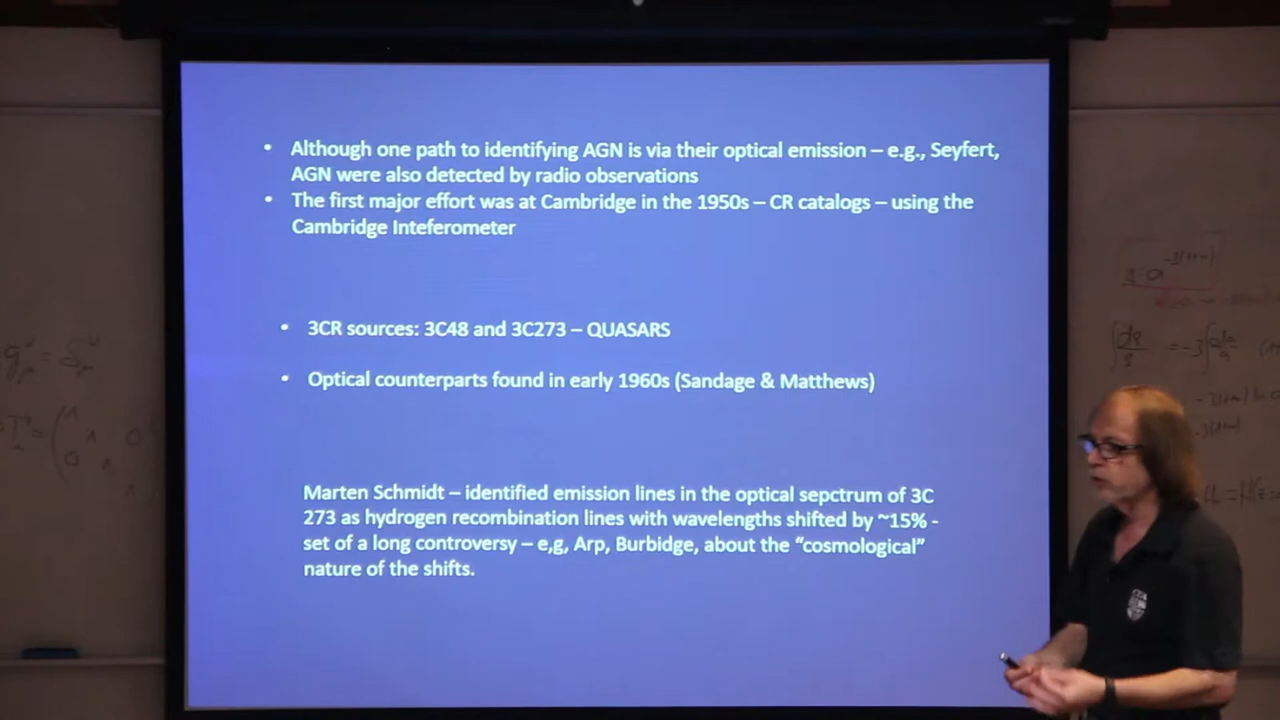 • Although one path to identifying AGN is via their optical emission – e.g., Seyfert,
AGN were also detected by radio observations
• The first major effort was at Cambridge in the 1950s – CR catalogs – using the
Cambridge Inteferometer
• 3CR sources: 3C48 and 3C273 – QUASARS
• Optical counterparts found in early 1960s (Sandage & Matthews)
Marten Schmidt – identified emission lines in the optical sepctrum of 3C
273 as hydrogen recombination lines with wavelengths shifted by ~15% -
set of a long controversy – e,g, Arp, Burbidge, about the “cosmological”
nature of the shifts.